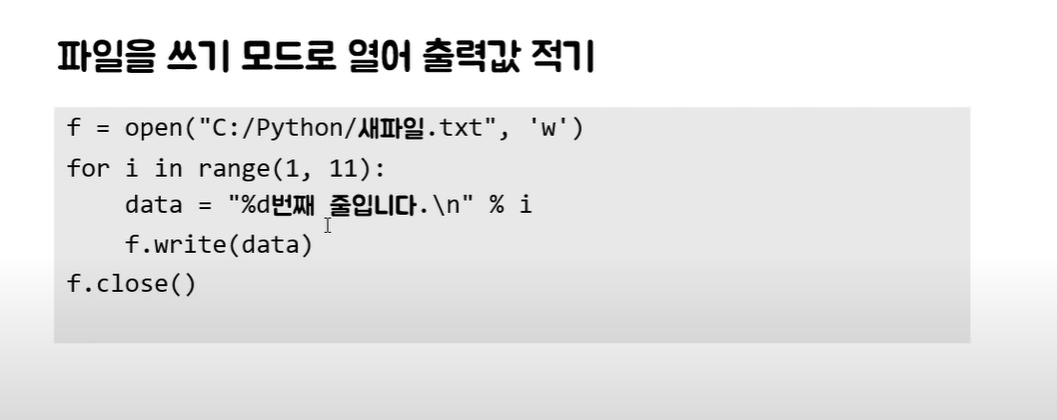 파일을 쓰기 모드로 열어 출력값 적기
f = open("C:/Python/새파일.txt", 'w')
for i in range(1, 11):
    data = "%d번째 줄입니다.\n" % i
    f.write(data)
f.close()